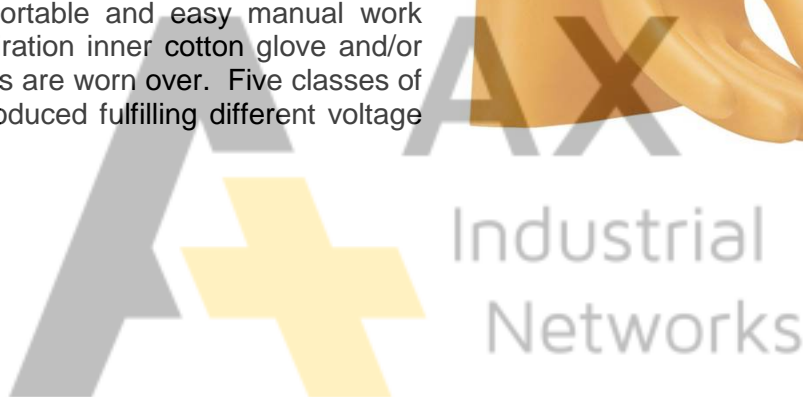 ortable and easy manual work
ration inner cotton glove and/or
s are worn over. Five classes of
oduced fulfilling different voltage
AX
Industrial
Networks